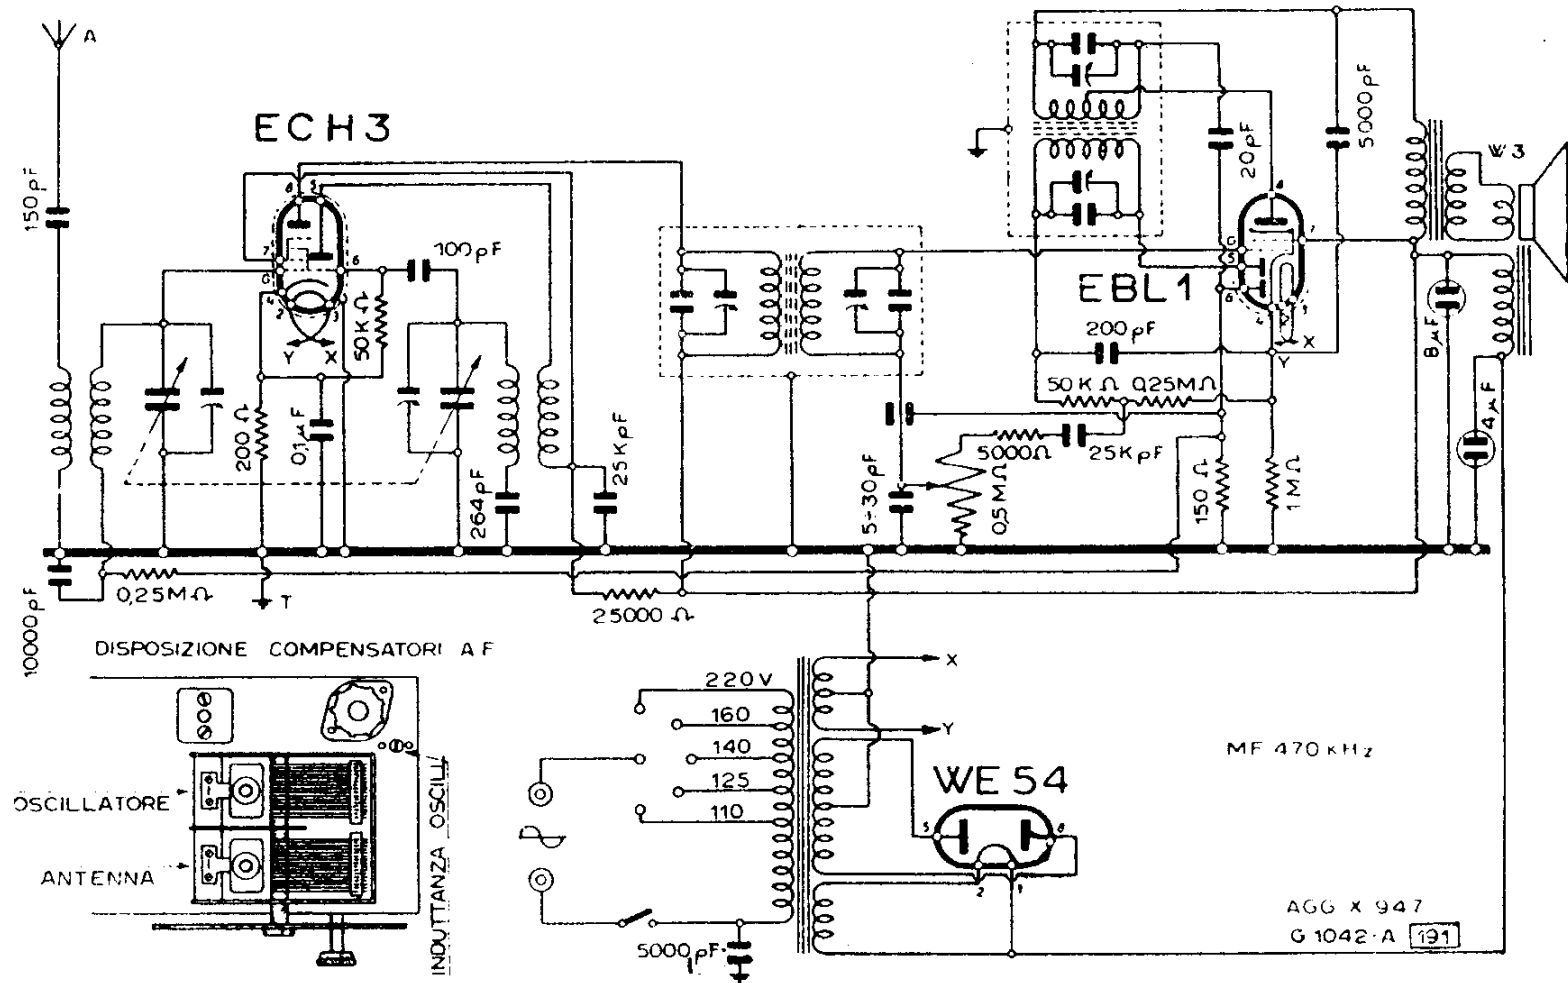 A
ECH3
150pF
100pF
50KΩ
Y X
200Ω
0,1µF
264pF
25KpF
10000pF
0,25MΩ
T
25000 Ω
5÷30pF
5000Ω
25KpF
0,5MΩ
50KΩ 0,25MΩ
200pF
EBL1
20pF
5000pF
X
Y
150Ω
1MΩ
W3
8µF
4µF
DISPOSIZIONE COMPENSATORI AF
OSCILLATORE
ANTENNA
INDUTTANZA OSCILL
220V
160
140
125
110
5000pF
X
Y
WE54
MF 470 KHz
AGG X 947
G 1042-A 191